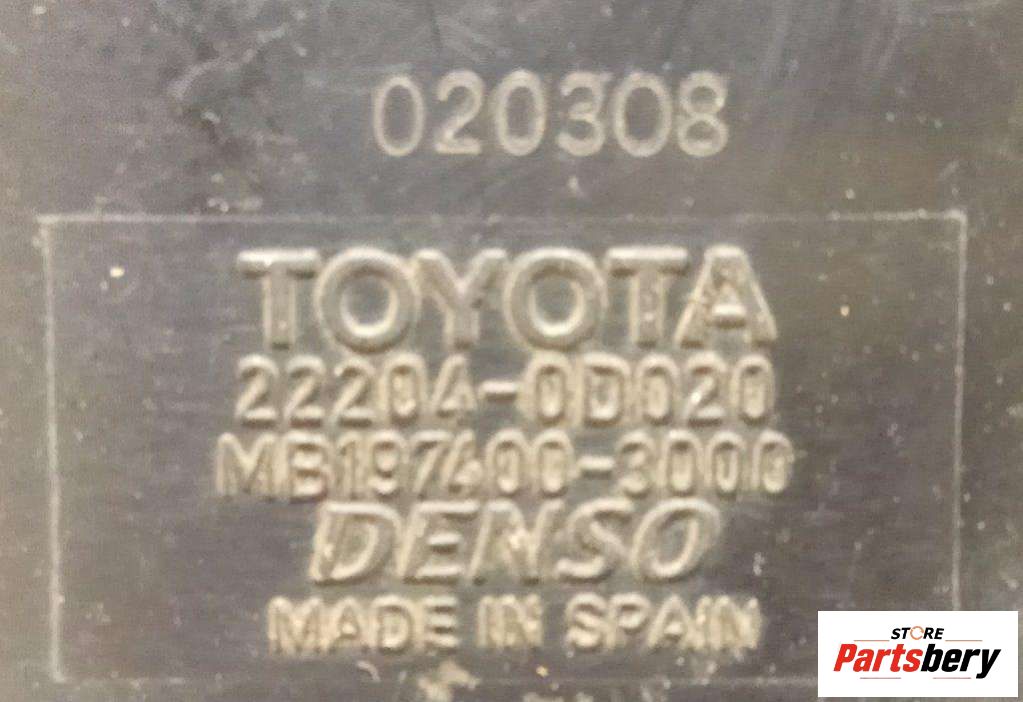 020308
TOYOTA
22204-0D020
MB197400-3000
DENSO
MADE IN SPAIN
STORE
Partsbery